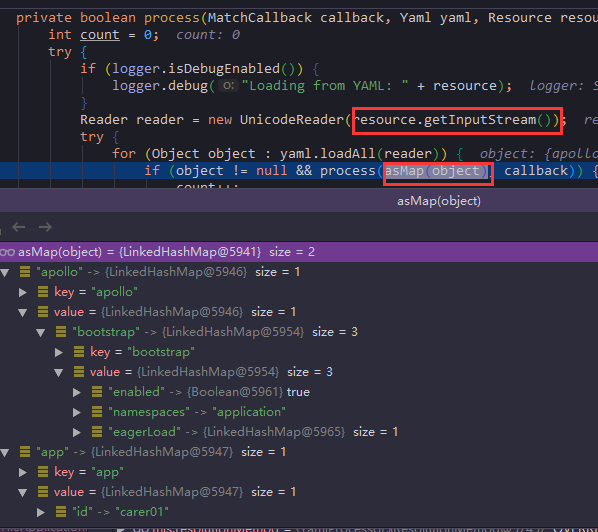 private boolean process(MatchCallback callback, Yaml yaml, Resource resou
int count = 0; count: 0
try {
if (logger.isDebugEnabled()) {
logger.debug( o: "Loading from YAML: " + resource); logger: S
}
Reader reader = new UnicodeReader(resource.getInputStream()); re
try {
for (Object object : yaml.loadAll(reader)) { object: {apollo
if (object != null && process(asMap(object), callback)) {
count++;
asMap(object)
asMap(object) = {LinkedHashMap@5941} size = 2
"apollo" -> {LinkedHashMap@5946} size = 1
key = "apollo"
value = {LinkedHashMap@5946} size = 1
"bootstrap" -> {LinkedHashMap@5954} size = 3
key = "bootstrap"
value = {LinkedHashMap@5954} size = 3
"enabled" -> {Boolean@5961} true
"namespaces" -> "application"
"eagerLoad" -> {LinkedHashMap@5965} size = 1
"app" -> {LinkedHashMap@5947} size = 1
key = "app"
value = {LinkedHashMap@5947} size = 1
"id" -> "carer01"